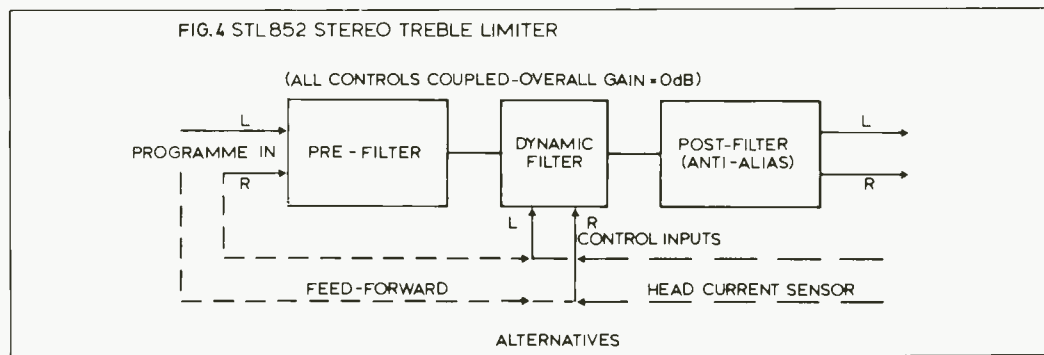 FIG.4 STL852 STEREO TREBLE LIMITER
(ALL CONTROLS COUPLED-OVERALL GAIN=0dB)
L
PROGRAMME IN
R
PRE-FILTER
DYNAMIC
FILTER
POST-FILTER
(ANTI-ALIAS)
L
R
L
R
CONTROL INPUTS
FEED-FORWARD
HEAD CURRENT SENSOR
ALTERNATIVES